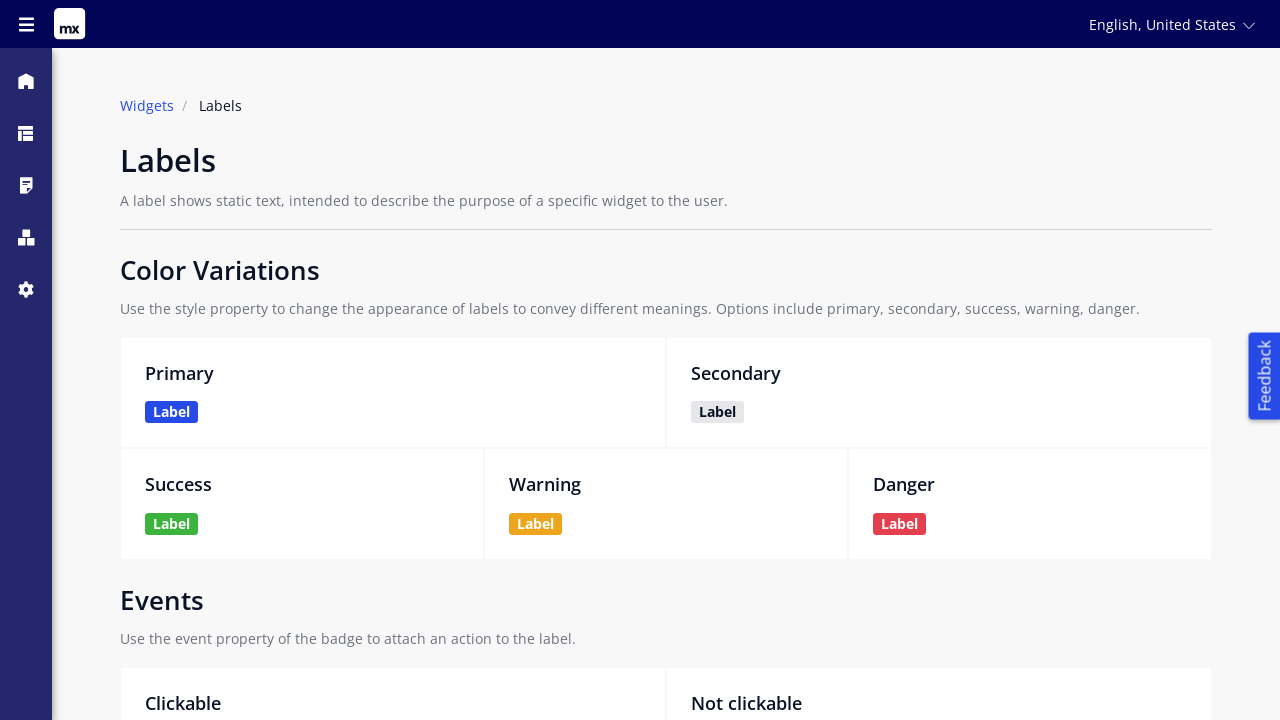 mx
English, United States
Widgets / Labels
Labels
A label shows static text, intended to describe the purpose of a specific widget to the user.
Color Variations
Use the style property to change the appearance of labels to convey different meanings. Options include primary, secondary, success, warning, danger.
Feedback
Primary
Label
Secondary
Label
Success
Label
Warning
Label
Danger
Label
Events
Use the event property of the badge to attach an action to the label.
Clickable
Not clickable